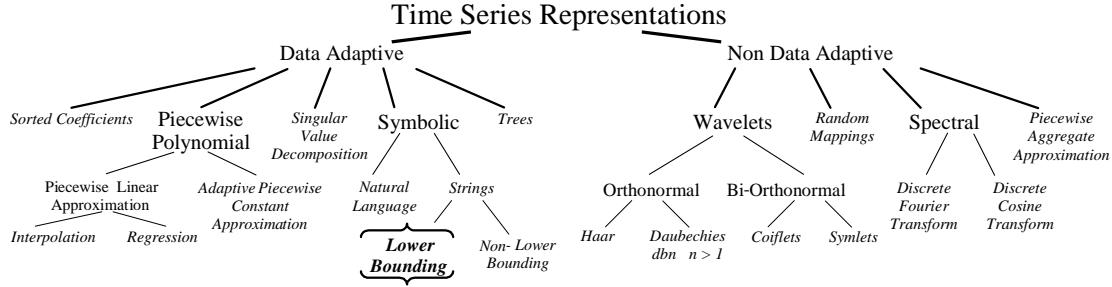 Time Series Representations
Data Adaptive
Non Data Adaptive
Sorted Coefficients
Piecewise
Polynomial
Singular
Value
Decomposition
Symbolic
Trees
Wavelets
Random
Mappings
Spectral
Piecewise
Aggregate
Approximation
Piecewise Linear
Approximation
Adaptive Piecewise
Constant
Approximation
Natural
Language
Strings
Orthonormal
Bi-Orthonormal
Discrete
Fourier
Transform
Discrete
Cosine
Transform
Interpolation
Regression
Lower
Bounding
Non- Lower
Bounding
Haar
Daubechies
dbn n > 1
Coiflets
Symlets